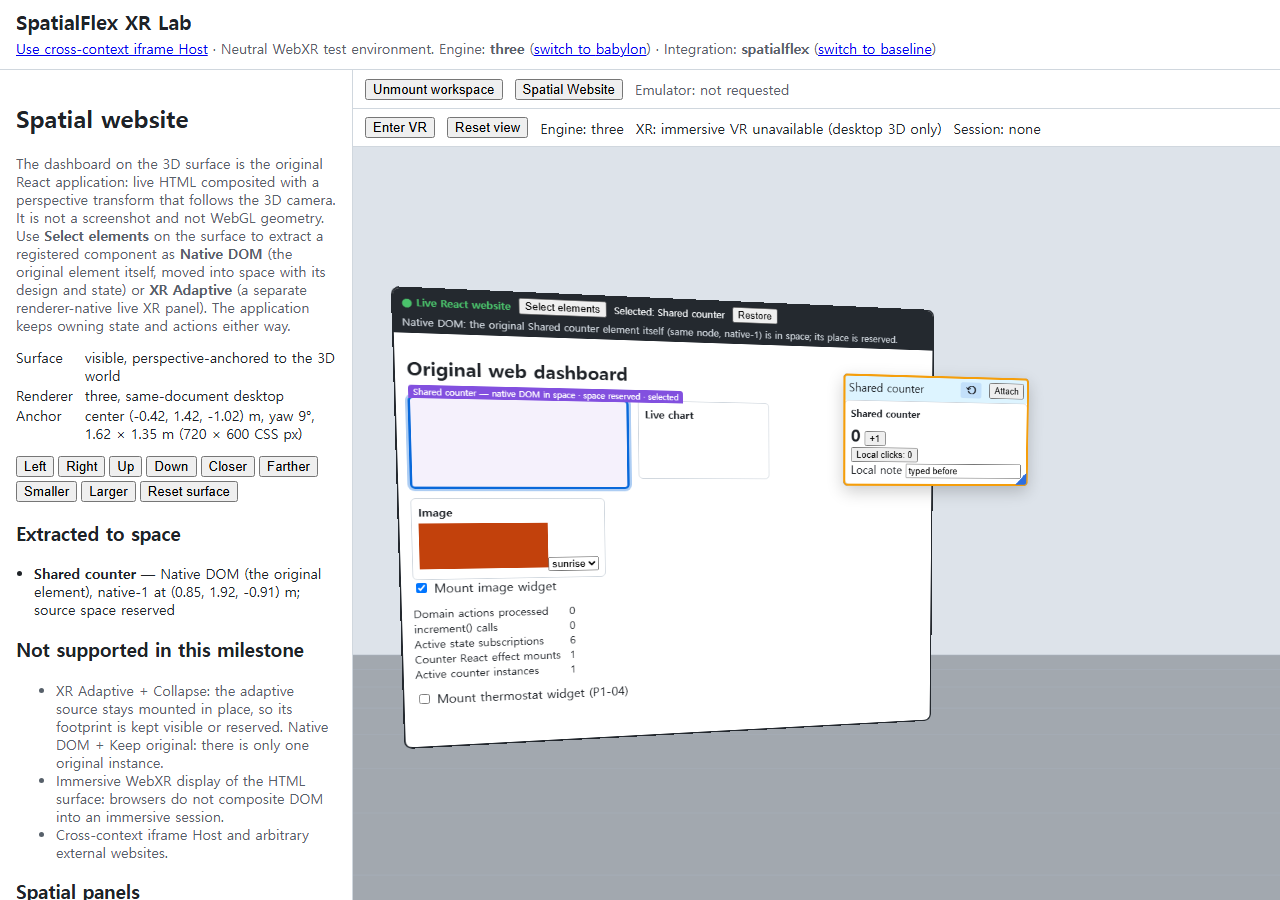 SpatialFlex XR Lab
Use cross-context iframe Host · Neutral WebXR test environment. Engine: three (switch to babylon) · Integration: spatialflex (switch to baseline)
Spatial website
The dashboard on the 3D surface is the original
React application: live HTML composited with a
perspective transform that follows the 3D camera.
It is not a screenshot and not WebGL geometry.
Use Select elements on the surface to extract a
registered component as Native DOM (the
original element itself, moved into space with its
design and state) or XR Adaptive (a separate
renderer-native live XR panel). The application
keeps owning state and actions either way.
Surface visible, perspective-anchored to the 3D
world
Renderer three, same-document desktop
Anchor center (-0.42, 1.42, -1.02) m, yaw 9°,
1.62 × 1.35 m (720 × 600 CSS px)
Left Right Up Down Closer Farther
Smaller Larger Reset surface
Extracted to space
• Shared counter — Native DOM (the original
element), native-1 at (0.85, 1.92, -0.91) m;
source space reserved
Not supported in this milestone
• XR Adaptive + Collapse: the adaptive
source stays mounted in place, so its
footprint is kept visible or reserved. Native
DOM + Keep original: there is only one
original instance.
• Immersive WebXR display of the HTML
surface: browsers do not composite DOM
into an immersive session.
• Cross-context iframe Host and arbitrary
external websites.
Spatial panels
Unmount workspace Spatial Website Emulator: not requested
Enter VR Reset view Engine: three XR: immersive VR unavailable (desktop 3D only) Session: none
Live React website Select elements Selected: Shared counter Restore
Native DOM: the original Shared counter element itself (same node, native-1) is in space; its place is reserved.
Original web dashboard
Shared counter — native DOM in space · space reserved · selected
Live chart
Image
sunrise
Mount image widget
Domain actions processed 0
increment() calls 0
Active state subscriptions 6
Counter React effect mounts 1
Active counter instances 1
Mount thermostat widget (P1-04)
Shared counter Attach
Shared counter
0 +1
Local clicks: 0
Local note typed before